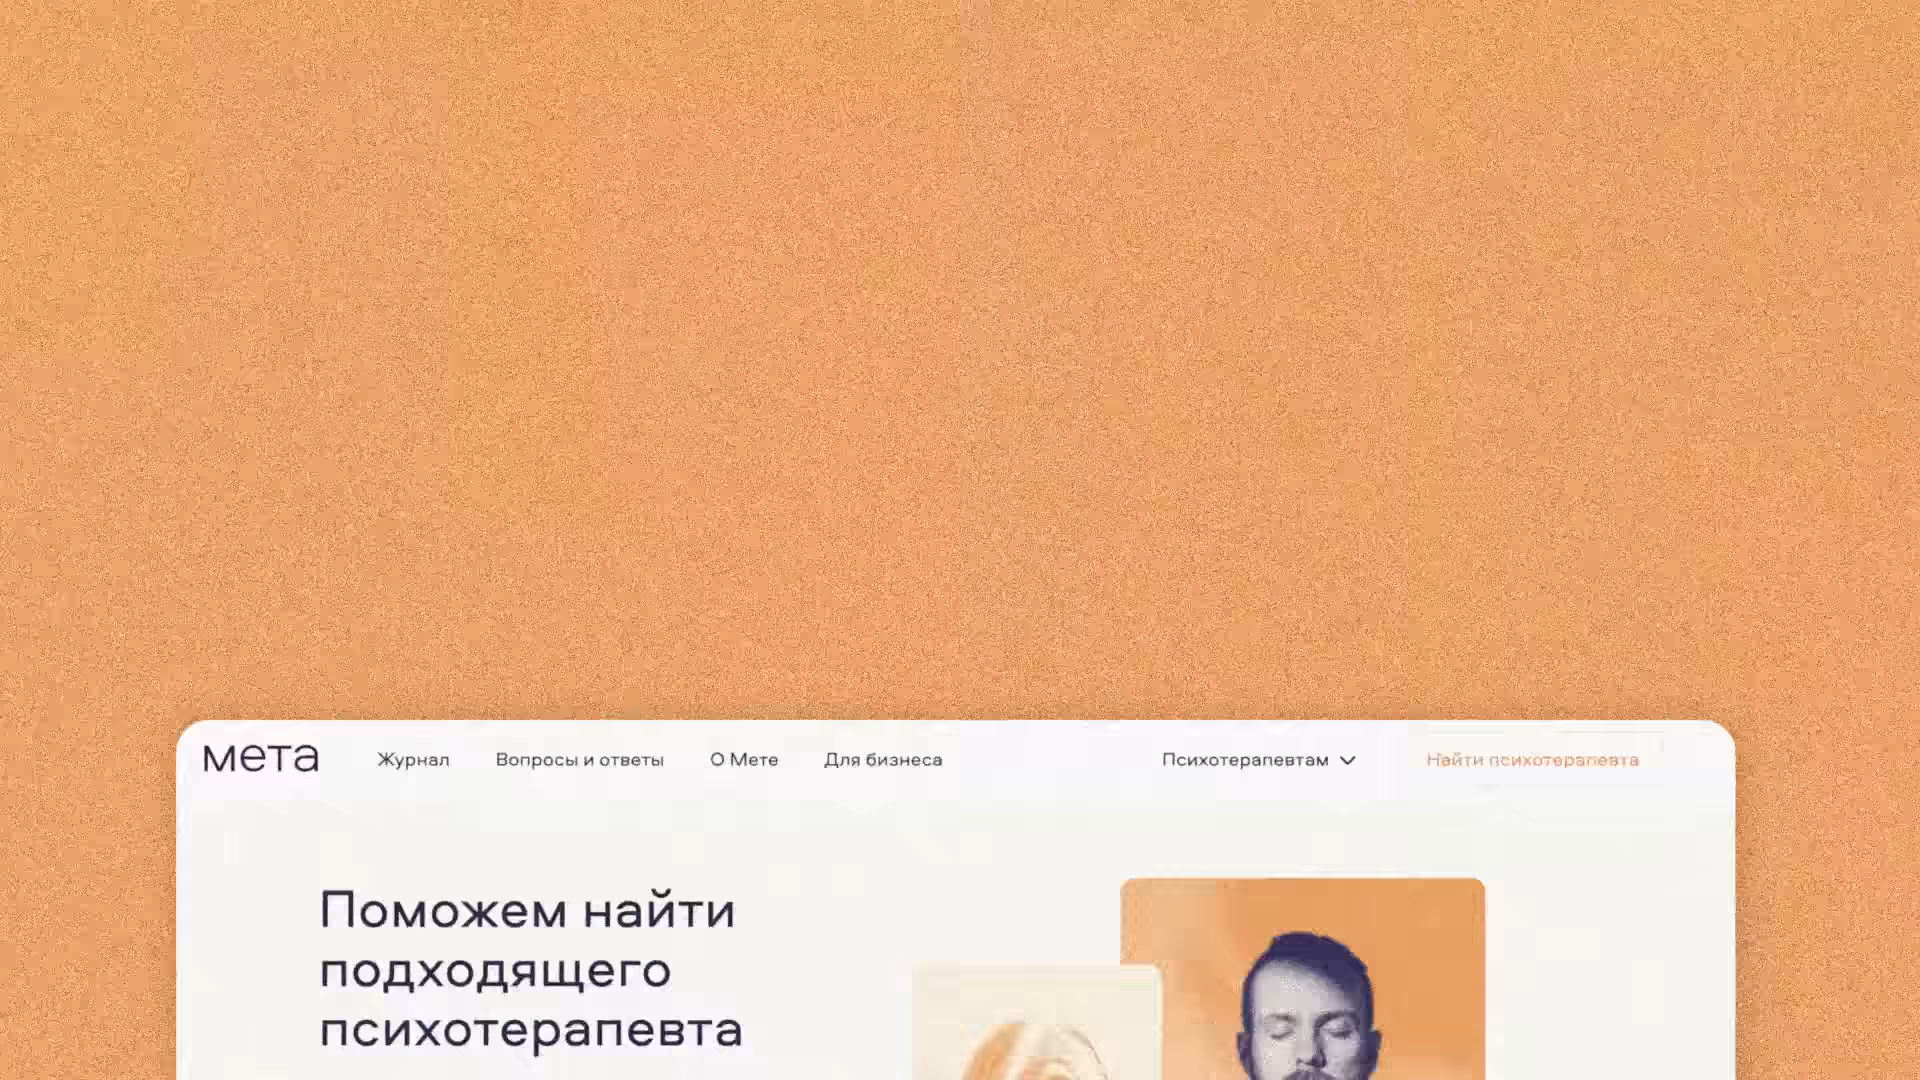 мета
Журнал
Вопросы и ответы
О Мете
Для бизнеса
Психотерапевтам
Найти психотерапевта
Поможем найти
подходящего
психотерапевта